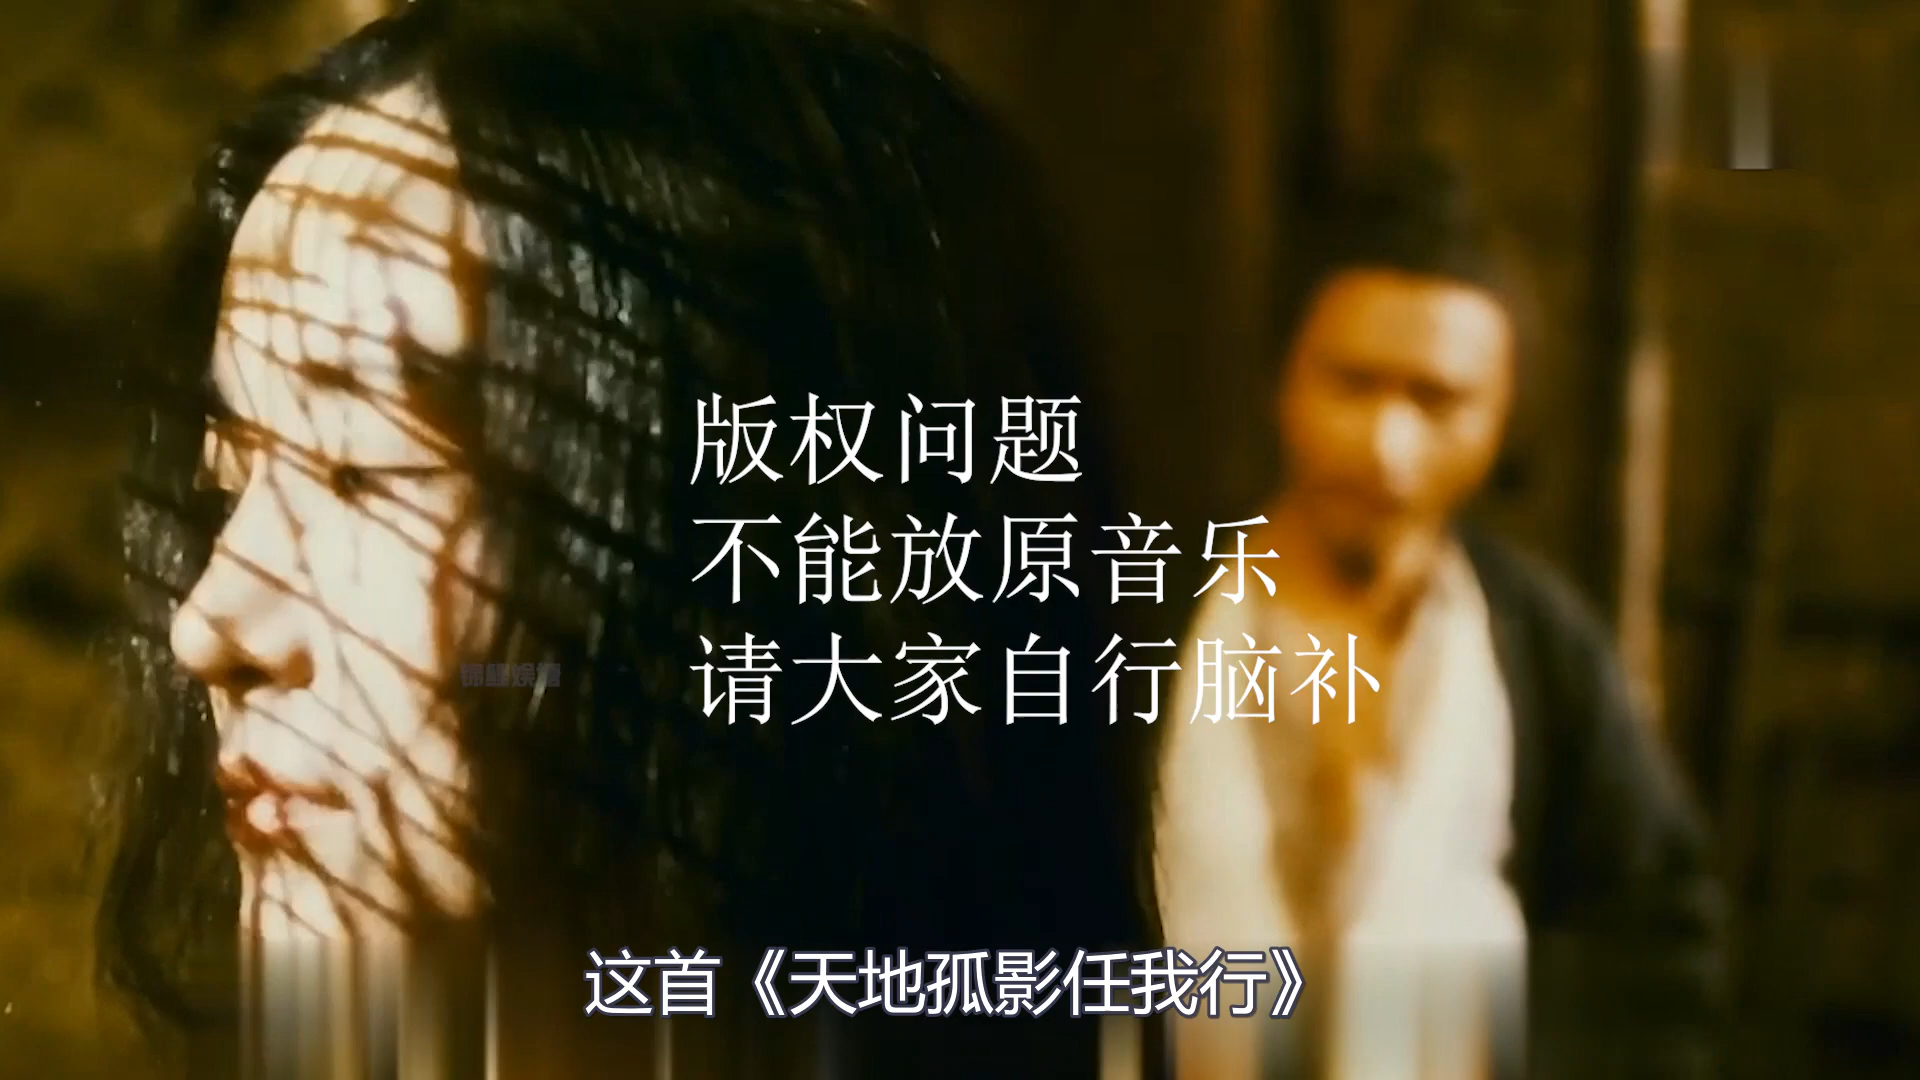 版权问题
不能放原音乐
请大家自行脑补
这首《天地孤影任我行》